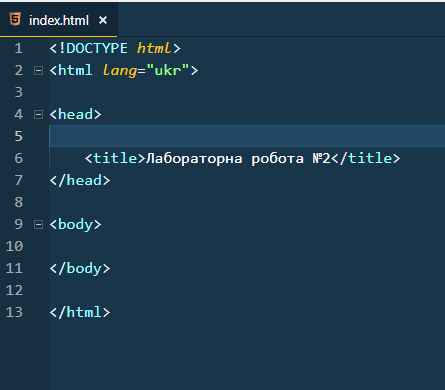 index.html ×
1 <!DOCTYPE html>
2 <html lang="ukr">
3
4 <head>
5
6 <title>Лабораторна робота №2</title>
7 </head>
8
9 <body>
10
11 </body>
12
13 </html>